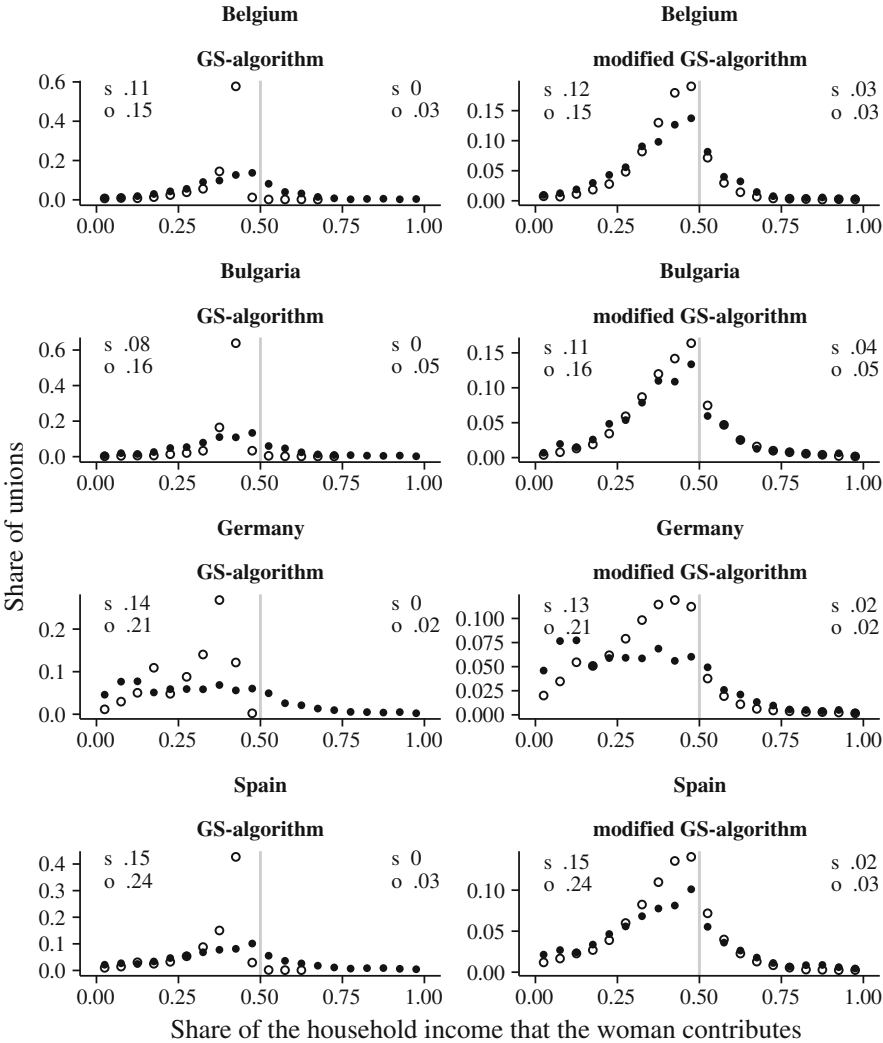 Belgium
GS-algorithm
s .11
o .15
s 0
o .03
0.6
0.4
0.2
0.0
0.00 0.25 0.50 0.75 1.00
Belgium
modified GS-algorithm
s .12
o .15
s .03
o .03
0.15
0.10
0.05
0.00
0.00 0.25 0.50 0.75 1.00
Bulgaria
GS-algorithm
s .08
o .16
s 0
o .05
0.6
0.4
0.2
0.0
0.00 0.25 0.50 0.75 1.00
Bulgaria
modified GS-algorithm
s .11
o .16
s .04
o .05
0.15
0.10
0.05
0.00
0.00 0.25 0.50 0.75 1.00
Share of unions
Germany
GS-algorithm
s .14
o .21
s 0
o .02
0.2
0.1
0.0
0.00 0.25 0.50 0.75 1.00
Germany
modified GS-algorithm
s .13
o .21
s .02
o .02
0.100
0.075
0.050
0.025
0.000
0.00 0.25 0.50 0.75 1.00
Spain
GS-algorithm
s .15
o .24
s 0
o .03
0.4
0.3
0.2
0.1
0.0
0.00 0.25 0.50 0.75 1.00
Spain
modified GS-algorithm
s .15
o .24
s .02
o .03
0.10
0.05
0.00
0.00 0.25 0.50 0.75 1.00
Share of the household income that the woman contributes